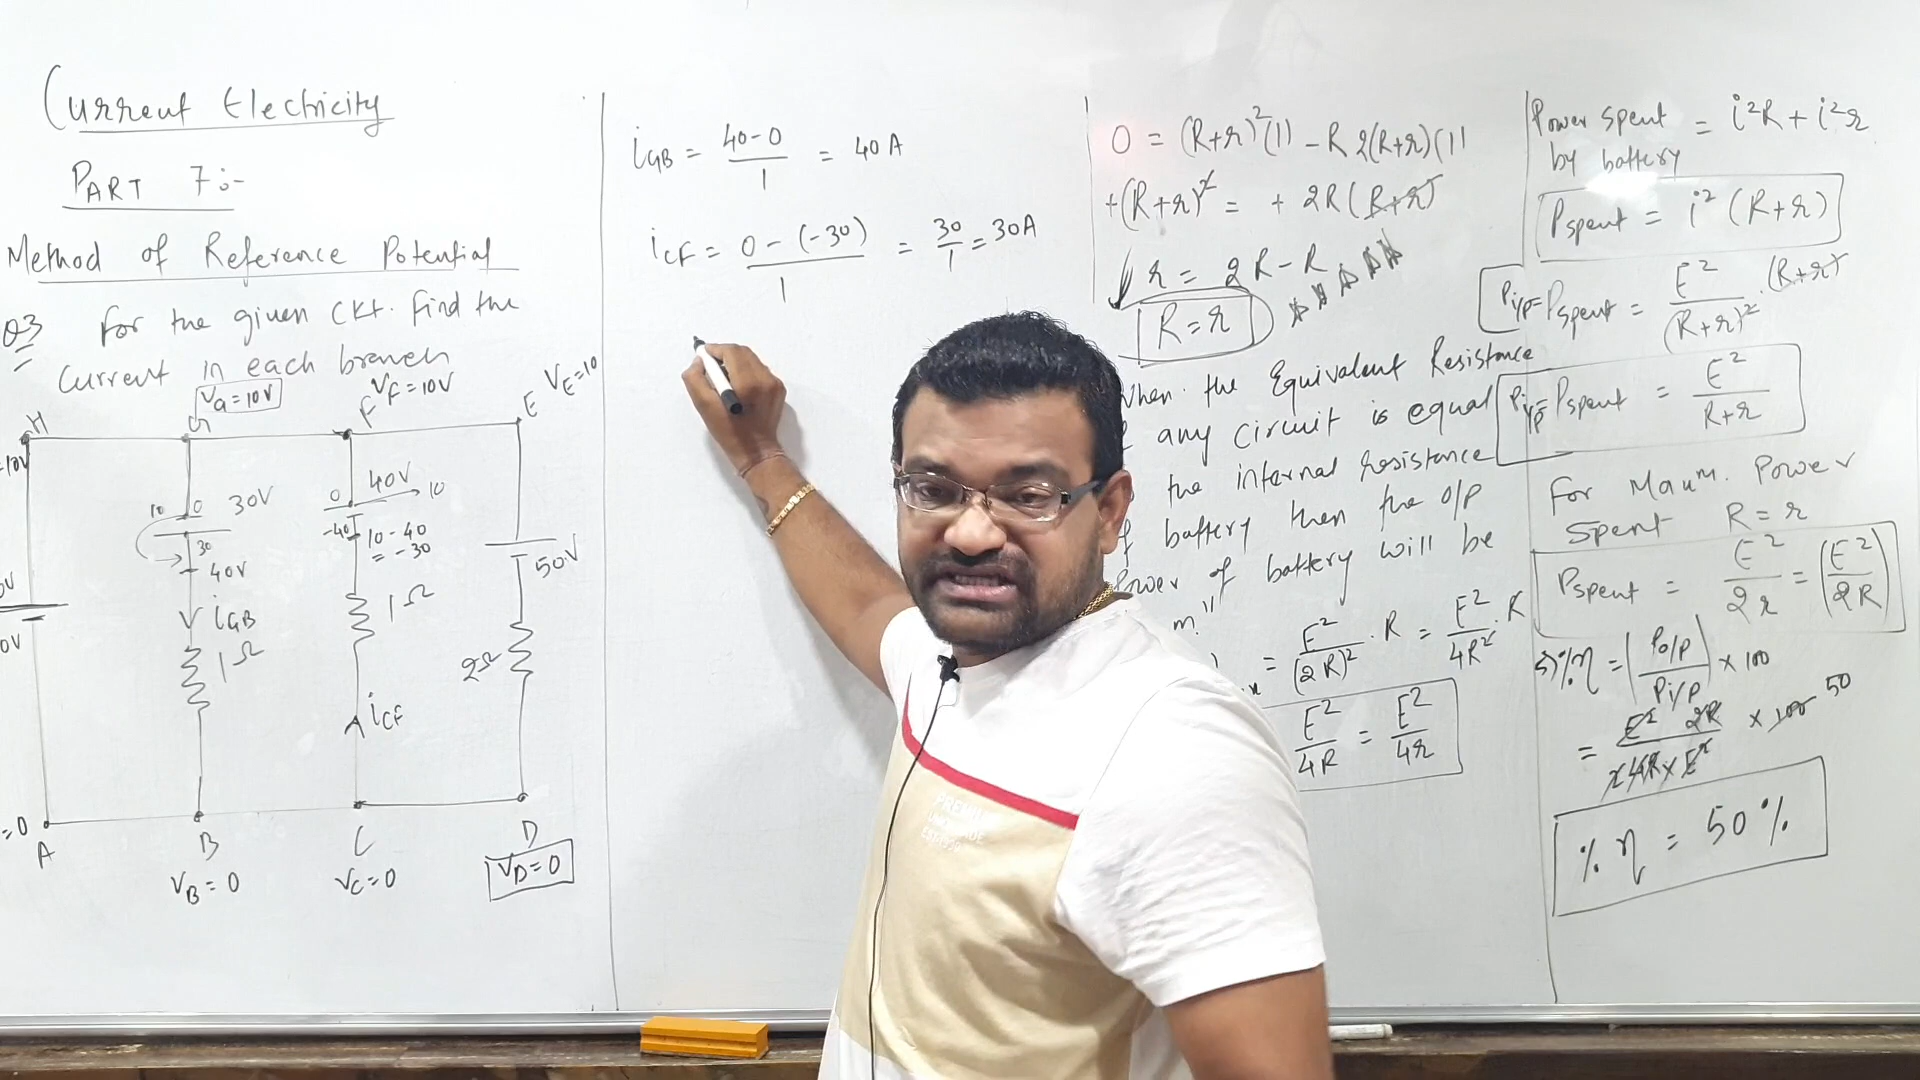 Current Electricity
PART 7:-
Method of Reference Potential
Q3 for the given CKt. Find the
Current in each branch
VG = 10V
VF = 10V
VE = 10
H
G
F
E
=10V
10
0
30V
30
40V
0
40V
10
-40
10 - 40
= -30
50V
0V
iGB
1Ω
1Ω
2Ω
iCF
=0
A
B
C
D
VB = 0
VC = 0
VD = 0
iGB = 40-0 / 1 = 40A
iCF = 0-(-30) / 1 = 30/1 = 30A
0 = (R+r)²(1) - R 2(R+r)(1)
+(R+r)² = + 2R(R+r)
r = 2R - R
R = r
When the Equivalent Resistance
any circuit is equal
the internal resistance
of battery then the O/P
Power of battery will be
m."
= E²/(2R)² . R = E²/4R² . R
E²/4R = E²/4r
Power spent by battery = i²R + i²r
Pspent = i² (R+r)
Pi/p = Pspent = E²/(R+r)² . (R+r)
Pi/p = Pspent = E²/R+r
For Maxm. Power
Spent R = r
Pspent = E²/2r = (E²/2R)
5) %η = (Po/p / Pi/p) × 100
= E² 2R / 4R × E² × 100 50
% η = 50%
PREMIUM